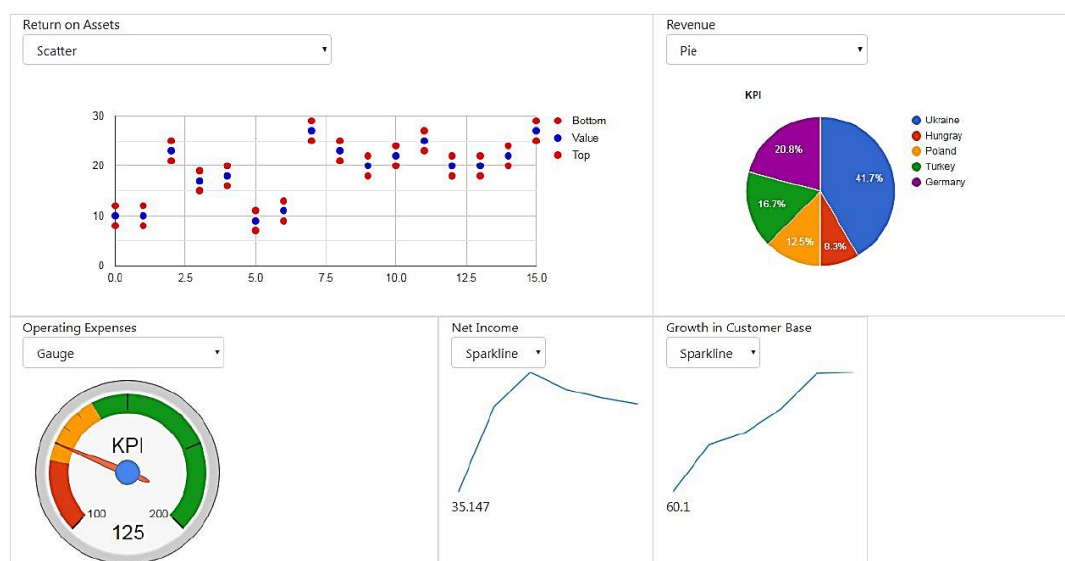 Return on Assets
Scatter
30
20
10
0
0.0 2.5 5.0 7.5 10.0 12.5 15.0
Bottom
Value
Top
Revenue
Pie
KPI
20.8%
41.7%
16.7%
12.5%
8.3%
Ukraine
Hungray
Poland
Turkey
Germany
Operating Expenses
Gauge
KPI
100 200
125
Net Income
Sparkline
35.147
Growth in Customer Base
Sparkline
60.1